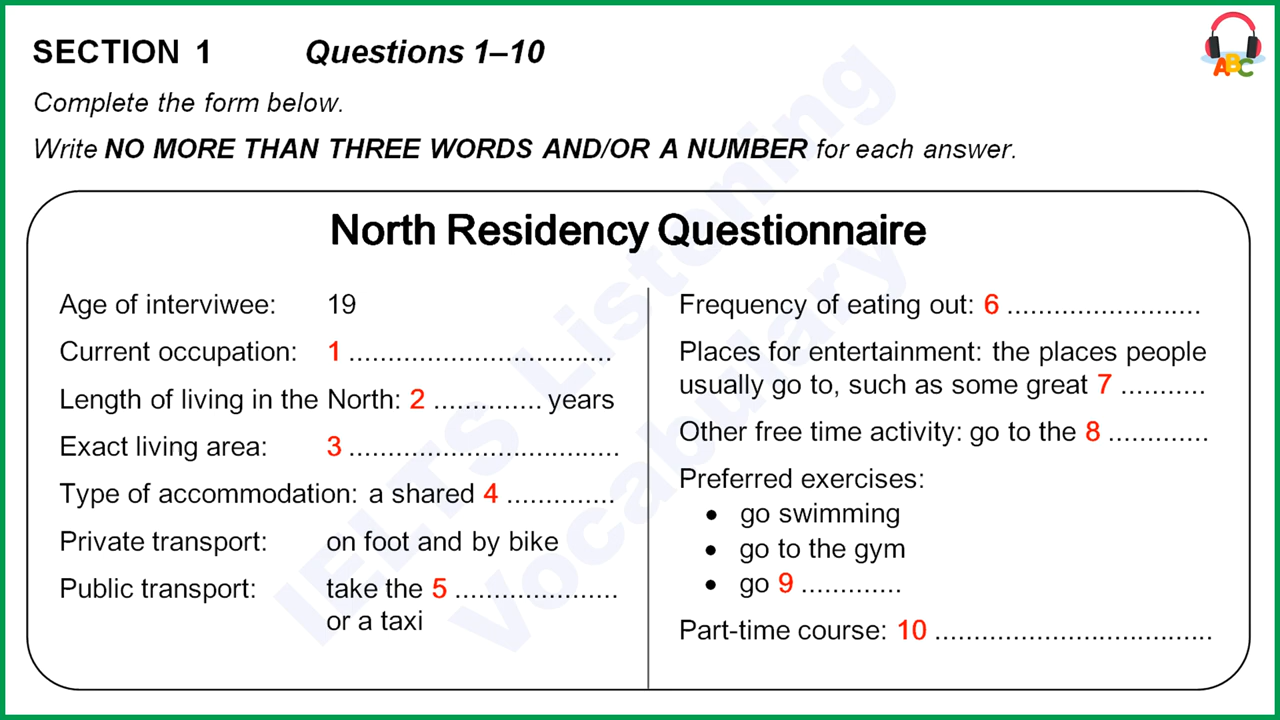 SECTION 1 Questions 1–10
ABC
Complete the form below.
Write NO MORE THAN THREE WORDS AND/OR A NUMBER for each answer.
North Residency Questionnaire
Age of interviwee: 19
Current occupation: 1 ..................................
Length of living in the North: 2 .............. years
Exact living area: 3 ...................................
Type of accommodation: a shared 4 ..............
Private transport: on foot and by bike
Public transport: take the 5 .....................
or a taxi
Frequency of eating out: 6 .........................
Places for entertainment: the places people
usually go to, such as some great 7 ...........
Other free time activity: go to the 8 .............
Preferred exercises:
• go swimming
• go to the gym
• go 9 .............
Part-time course: 10 ....................................
IELTS Listening
Vocabulary